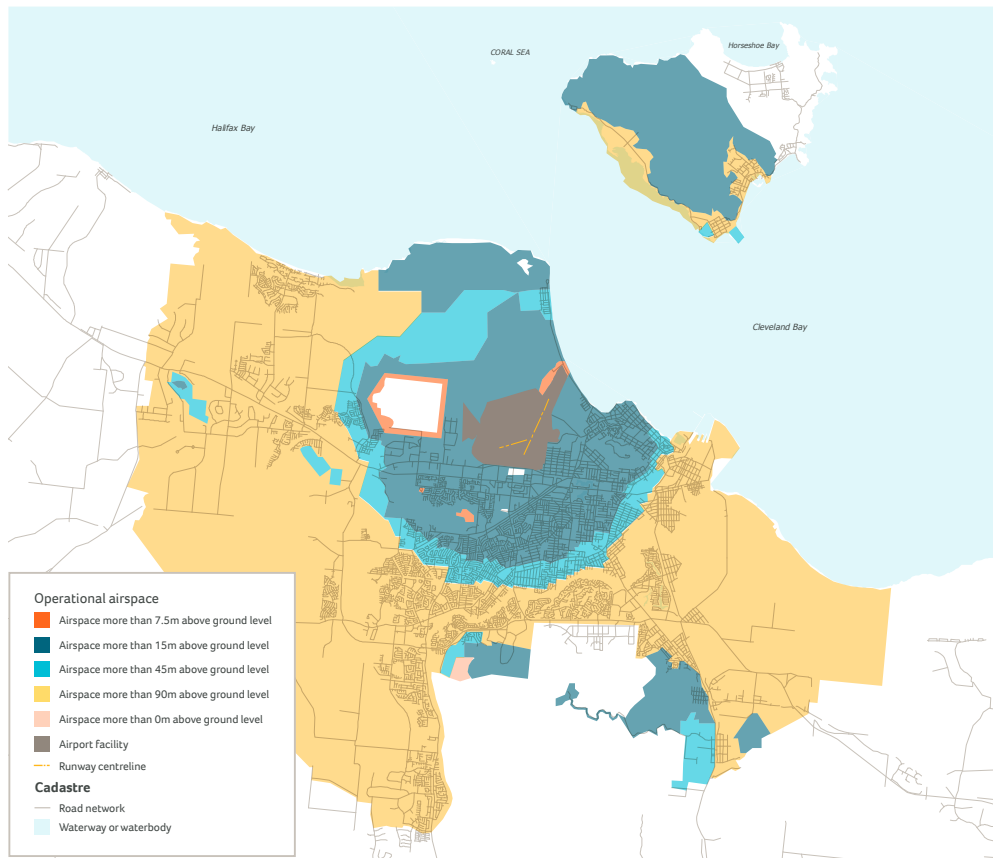 CORAL SEA
Horseshoe Bay
Halifax Bay
Cleveland Bay
Operational airspace
Airspace more than 7.5m above ground level
Airspace more than 15m above ground level
Airspace more than 45m above ground level
Airspace more than 90m above ground level
Airspace more than 0m above ground level
Airport facility
Runway centreline
Cadastre
Road network
Waterway or waterbody